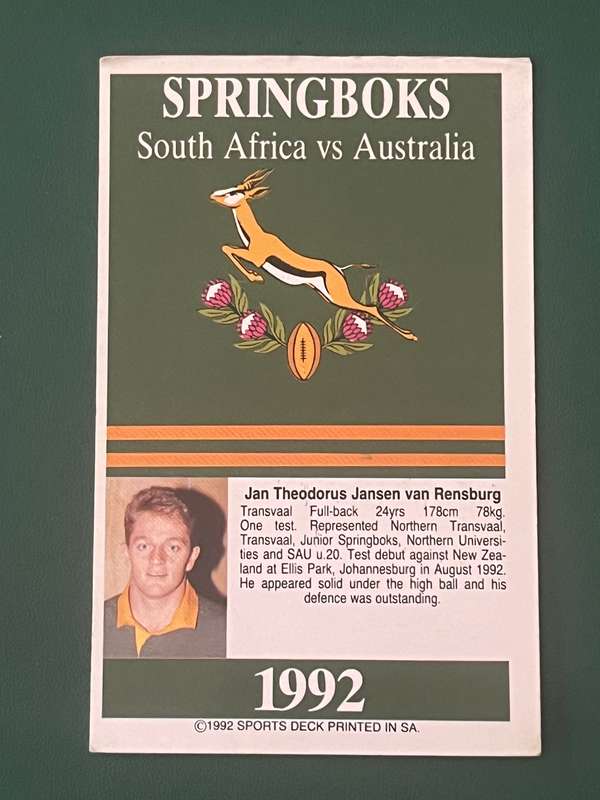 SPRINGBOKS
South Africa vs Australia
Jan Theodorus Jansen van Rensburg
Transvaal Full-back 24yrs 178cm 78kg.
One test. Represented Northern Transvaal,
Transvaal, Junior Springboks, Northern Universi-
ties and SAU u.20. Test debut against New Zea-
land at Ellis Park, Johannesburg in August 1992.
He appeared solid under the high ball and his
defence was outstanding.
1992
©1992 SPORTS DECK PRINTED IN SA.